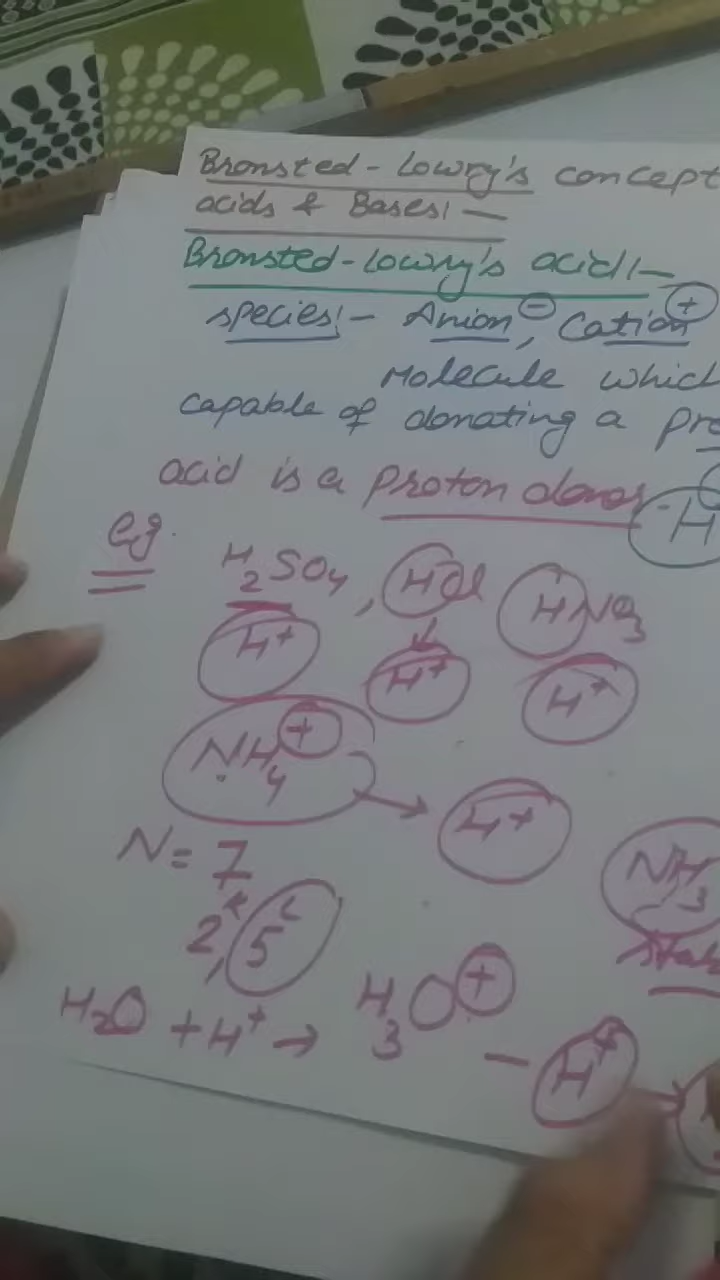 Bronsted-Lowry's concept
acids & Bases:-
Bronsted-Lowry's acid:-
species:- Anion⊖, Cation⊕
Molecule which
capable of donating a
acid is a proton donor. H
eg.
H₂SO₄, HCl HNO₃
H⁺ H⁺ H⁺
NH₄⁺ → H⁺
N = 7
NH₃
K L
2, 5
H₂O + H⁺ → H₃O⁺ - H⁺ →